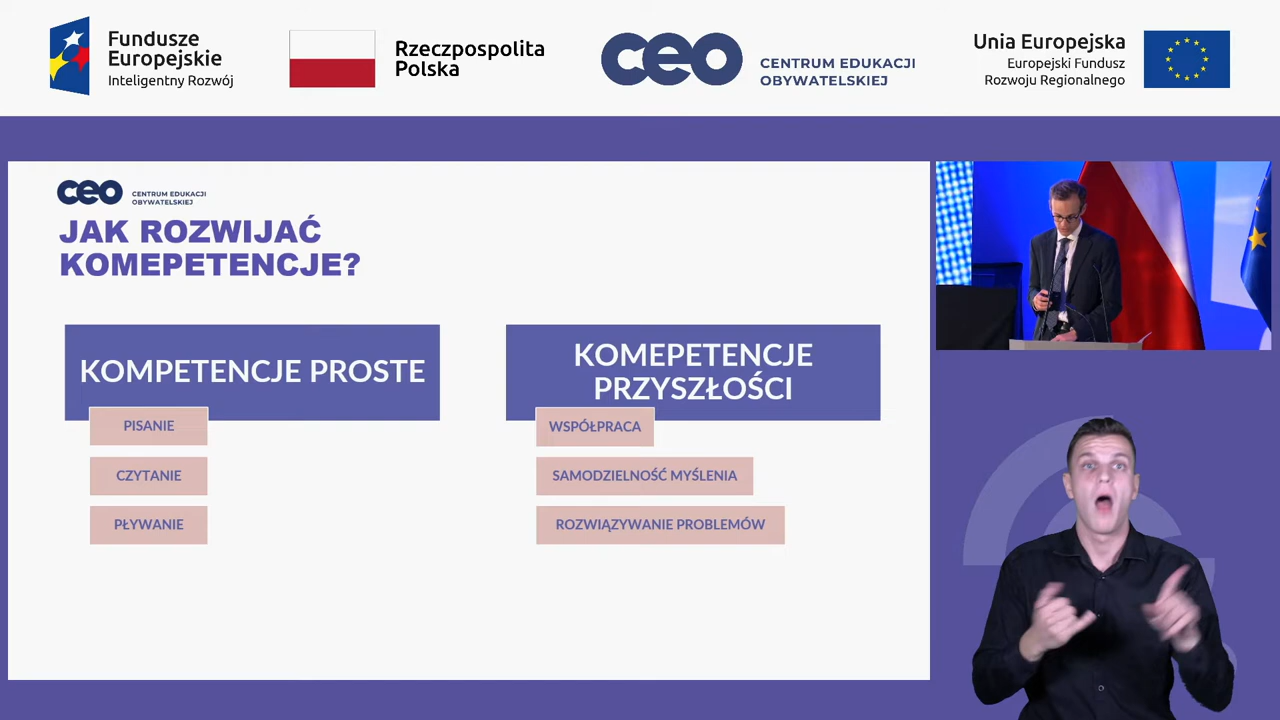 Fundusze
Europejskie
Inteligentny Rozwój
Rzeczpospolita
Polska
ceo
CENTRUM EDUKACJI
OBYWATELSKIEJ
Unia Europejska
Europejski Fundusz
Rozwoju Regionalnego
ceo
CENTRUM EDUKACJI
OBYWATELSKIEJ
JAK ROZWIJAĆ
KOMEPETENCJE?
KOMPETENCJE PROSTE
PISANIE
CZYTANIE
PŁYWANIE
KOMEPETENCJE
PRZYSZŁOŚCI
WSPÓŁPRACA
SAMODZIELNOŚĆ MYŚLENIA
ROZWIĄZYWANIE PROBLEMÓW